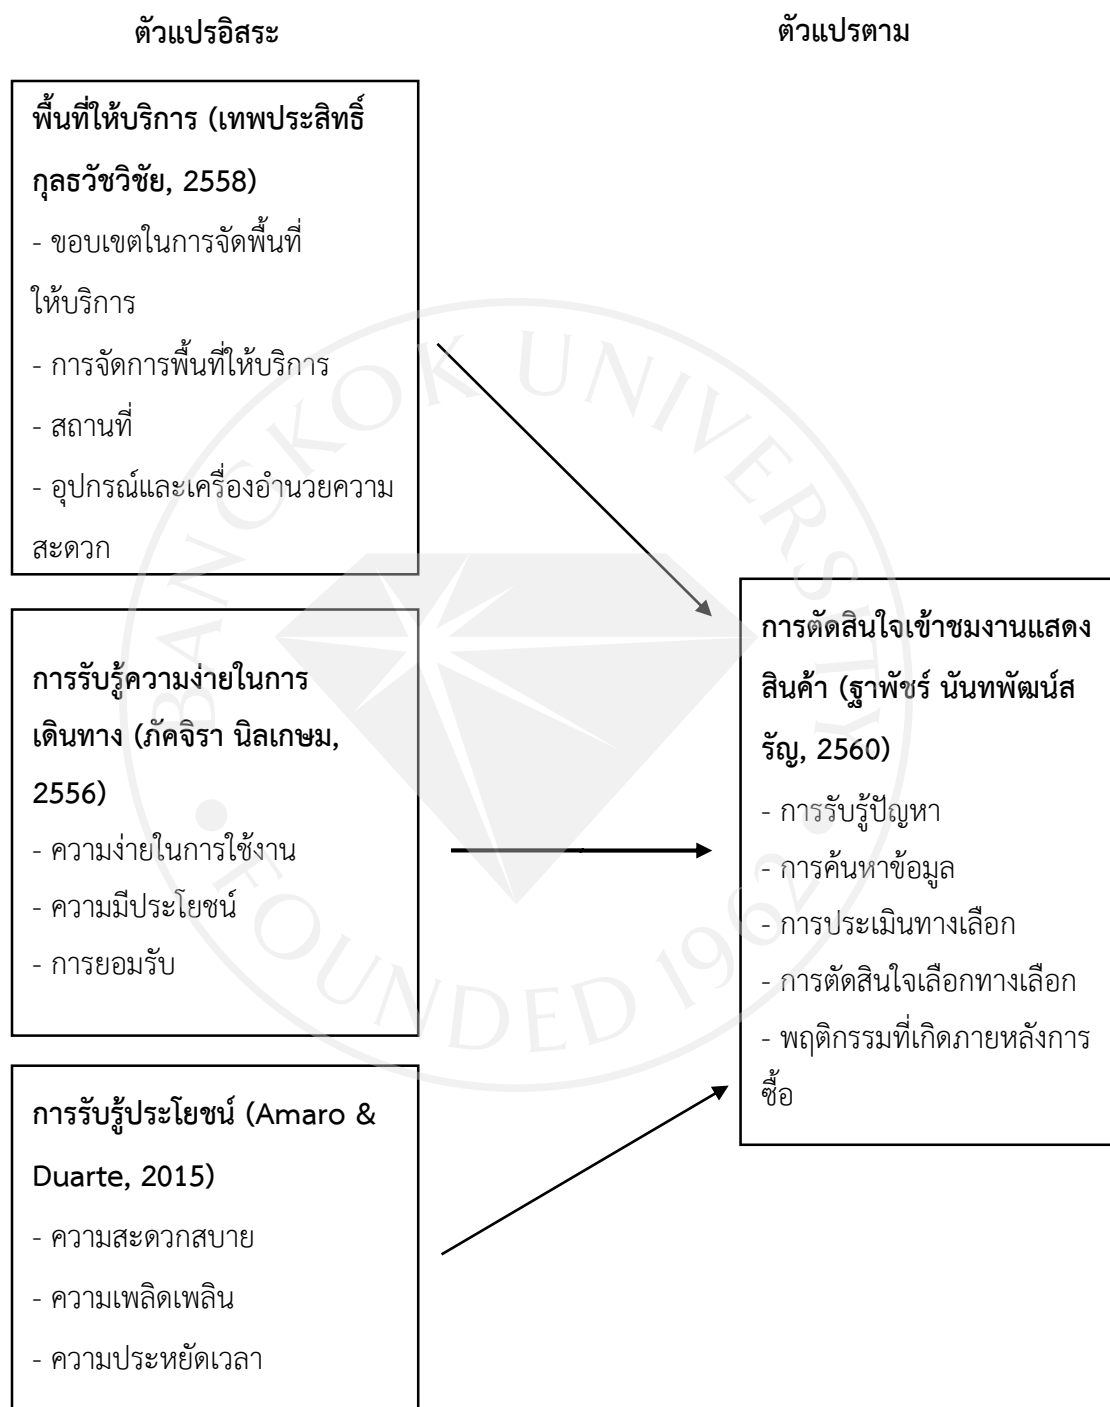 ตัวแปรอิสระ
ตัวแปรตาม
พื้นที่ให้บริการ (เทพประสิทธิ์
กุลธวัชวิชัย, 2558)
- ขอบเขตในการจัดพื้นที่
ให้บริการ
- การจัดการพื้นที่ให้บริการ
- สถานที่
- อุปกรณ์และเครื่องอำนวยความ
สะดวก
การรับรู้ความง่ายในการ
เดินทาง (ภัคจิรา นิลเกษม,
2556)
- ความง่ายในการใช้งาน
- ความมีประโยชน์
- การยอมรับ
การรับรู้ประโยชน์ (Amaro &
Duarte, 2015)
- ความสะดวกสบาย
- ความเพลิดเพลิน
- ความประหยัดเวลา
การตัดสินใจเข้าชมงานแสดง
สินค้า (ฐาพัชร์ นันทพัฒน์ส
รัญ, 2560)
- การรับรู้ปัญหา
- การค้นหาข้อมูล
- การประเมินทางเลือก
- การตัดสินใจเลือกทางเลือก
- พฤติกรรมที่เกิดภายหลังการ
ซื้อ
BANGKOK UNIVERSITY
FOUNDED 1962